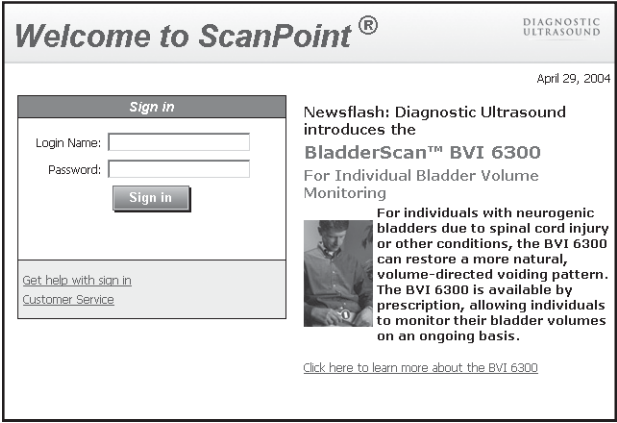 Welcome to ScanPoint ®
DIAGNOSTIC
ULTRASOUND
April 29, 2004
Sign in
Login Name:
Password:
Sign in
Get help with sign in
Customer Service
Newsflash: Diagnostic Ultrasound
introduces the
BladderScan™ BVI 6300
For Individual Bladder Volume
Monitoring
For individuals with neurogenic
bladders due to spinal cord injury
or other conditions, the BVI 6300
can restore a more natural,
volume-directed voiding pattern.
The BVI 6300 is available by
prescription, allowing individuals
to monitor their bladder volumes
on an ongoing basis.
Click here to learn more about the BVI 6300